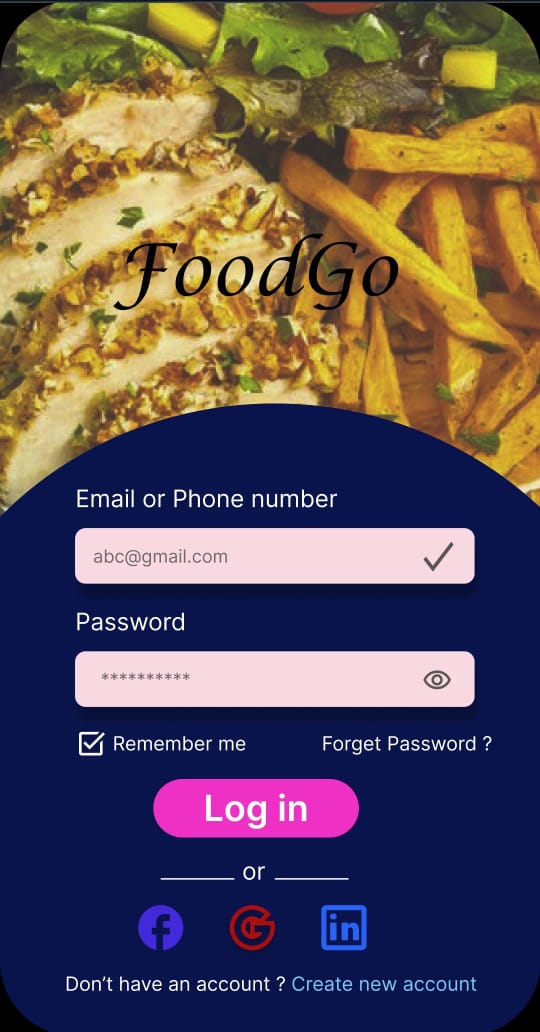 FoodGo
Email or Phone number
abc@gmail.com
Password
**********
Remember me
Forget Password ?
Log in
or
Don’t have an account ? Create new account